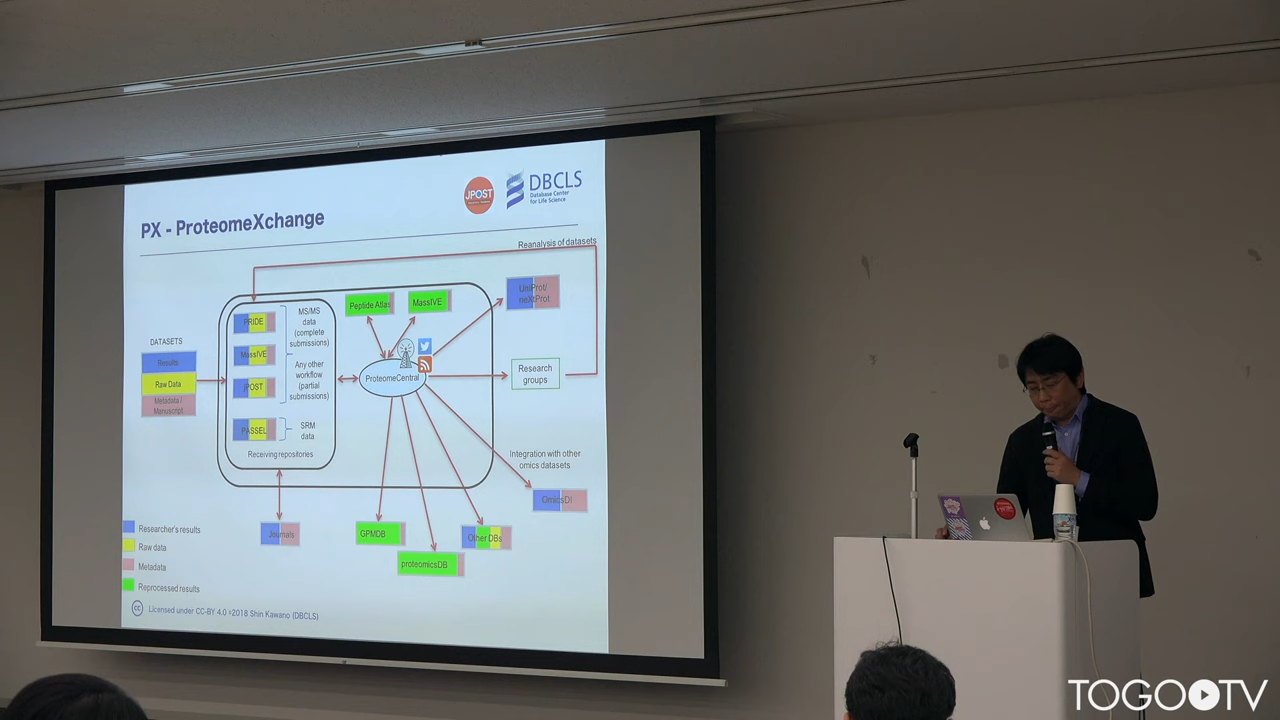 JPOST
DBCLS
Database Center
for Life Science
PX - ProteomeXchange
Reanalysis of datasets
UniProt/
neXtProt
Peptide Atlas
MassIVE
MS/MS
data
(complete
submissions)
PRIDE
DATASETS
Results
Raw Data
Metadata /
Manuscript
MassIVE
Any other
workflow
(partial
submissions)
jPOST
ProteomeCentral
Research
groups
PASSEL
SRM
data
Receiving repositories
Integration with other
omics datasets
OmicsDI
Journals
GPMDB
Other DBs
proteomicsDB
Researcher's results
Raw data
Metadata
Reprocessed results
cc
Licensed under CC-BY 4.0 ©2018 Shin Kawano (DBCLS)
TOGOTV